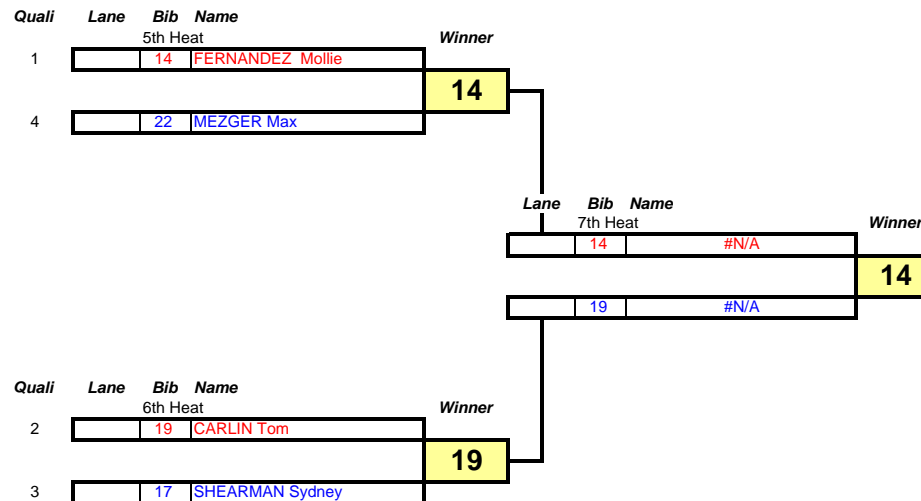 Quali Lane Bib Name
5th Heat Winner
1 14 FERNANDEZ  Mollie
14
4 22 MEZGER Max
Lane Bib Name
7th Heat Winner
14 #N/A
14
19 #N/A
Quali Lane Bib Name
6th Heat Winner
2 19 CARLIN Tom
19
3 17 SHEARMAN Sydney